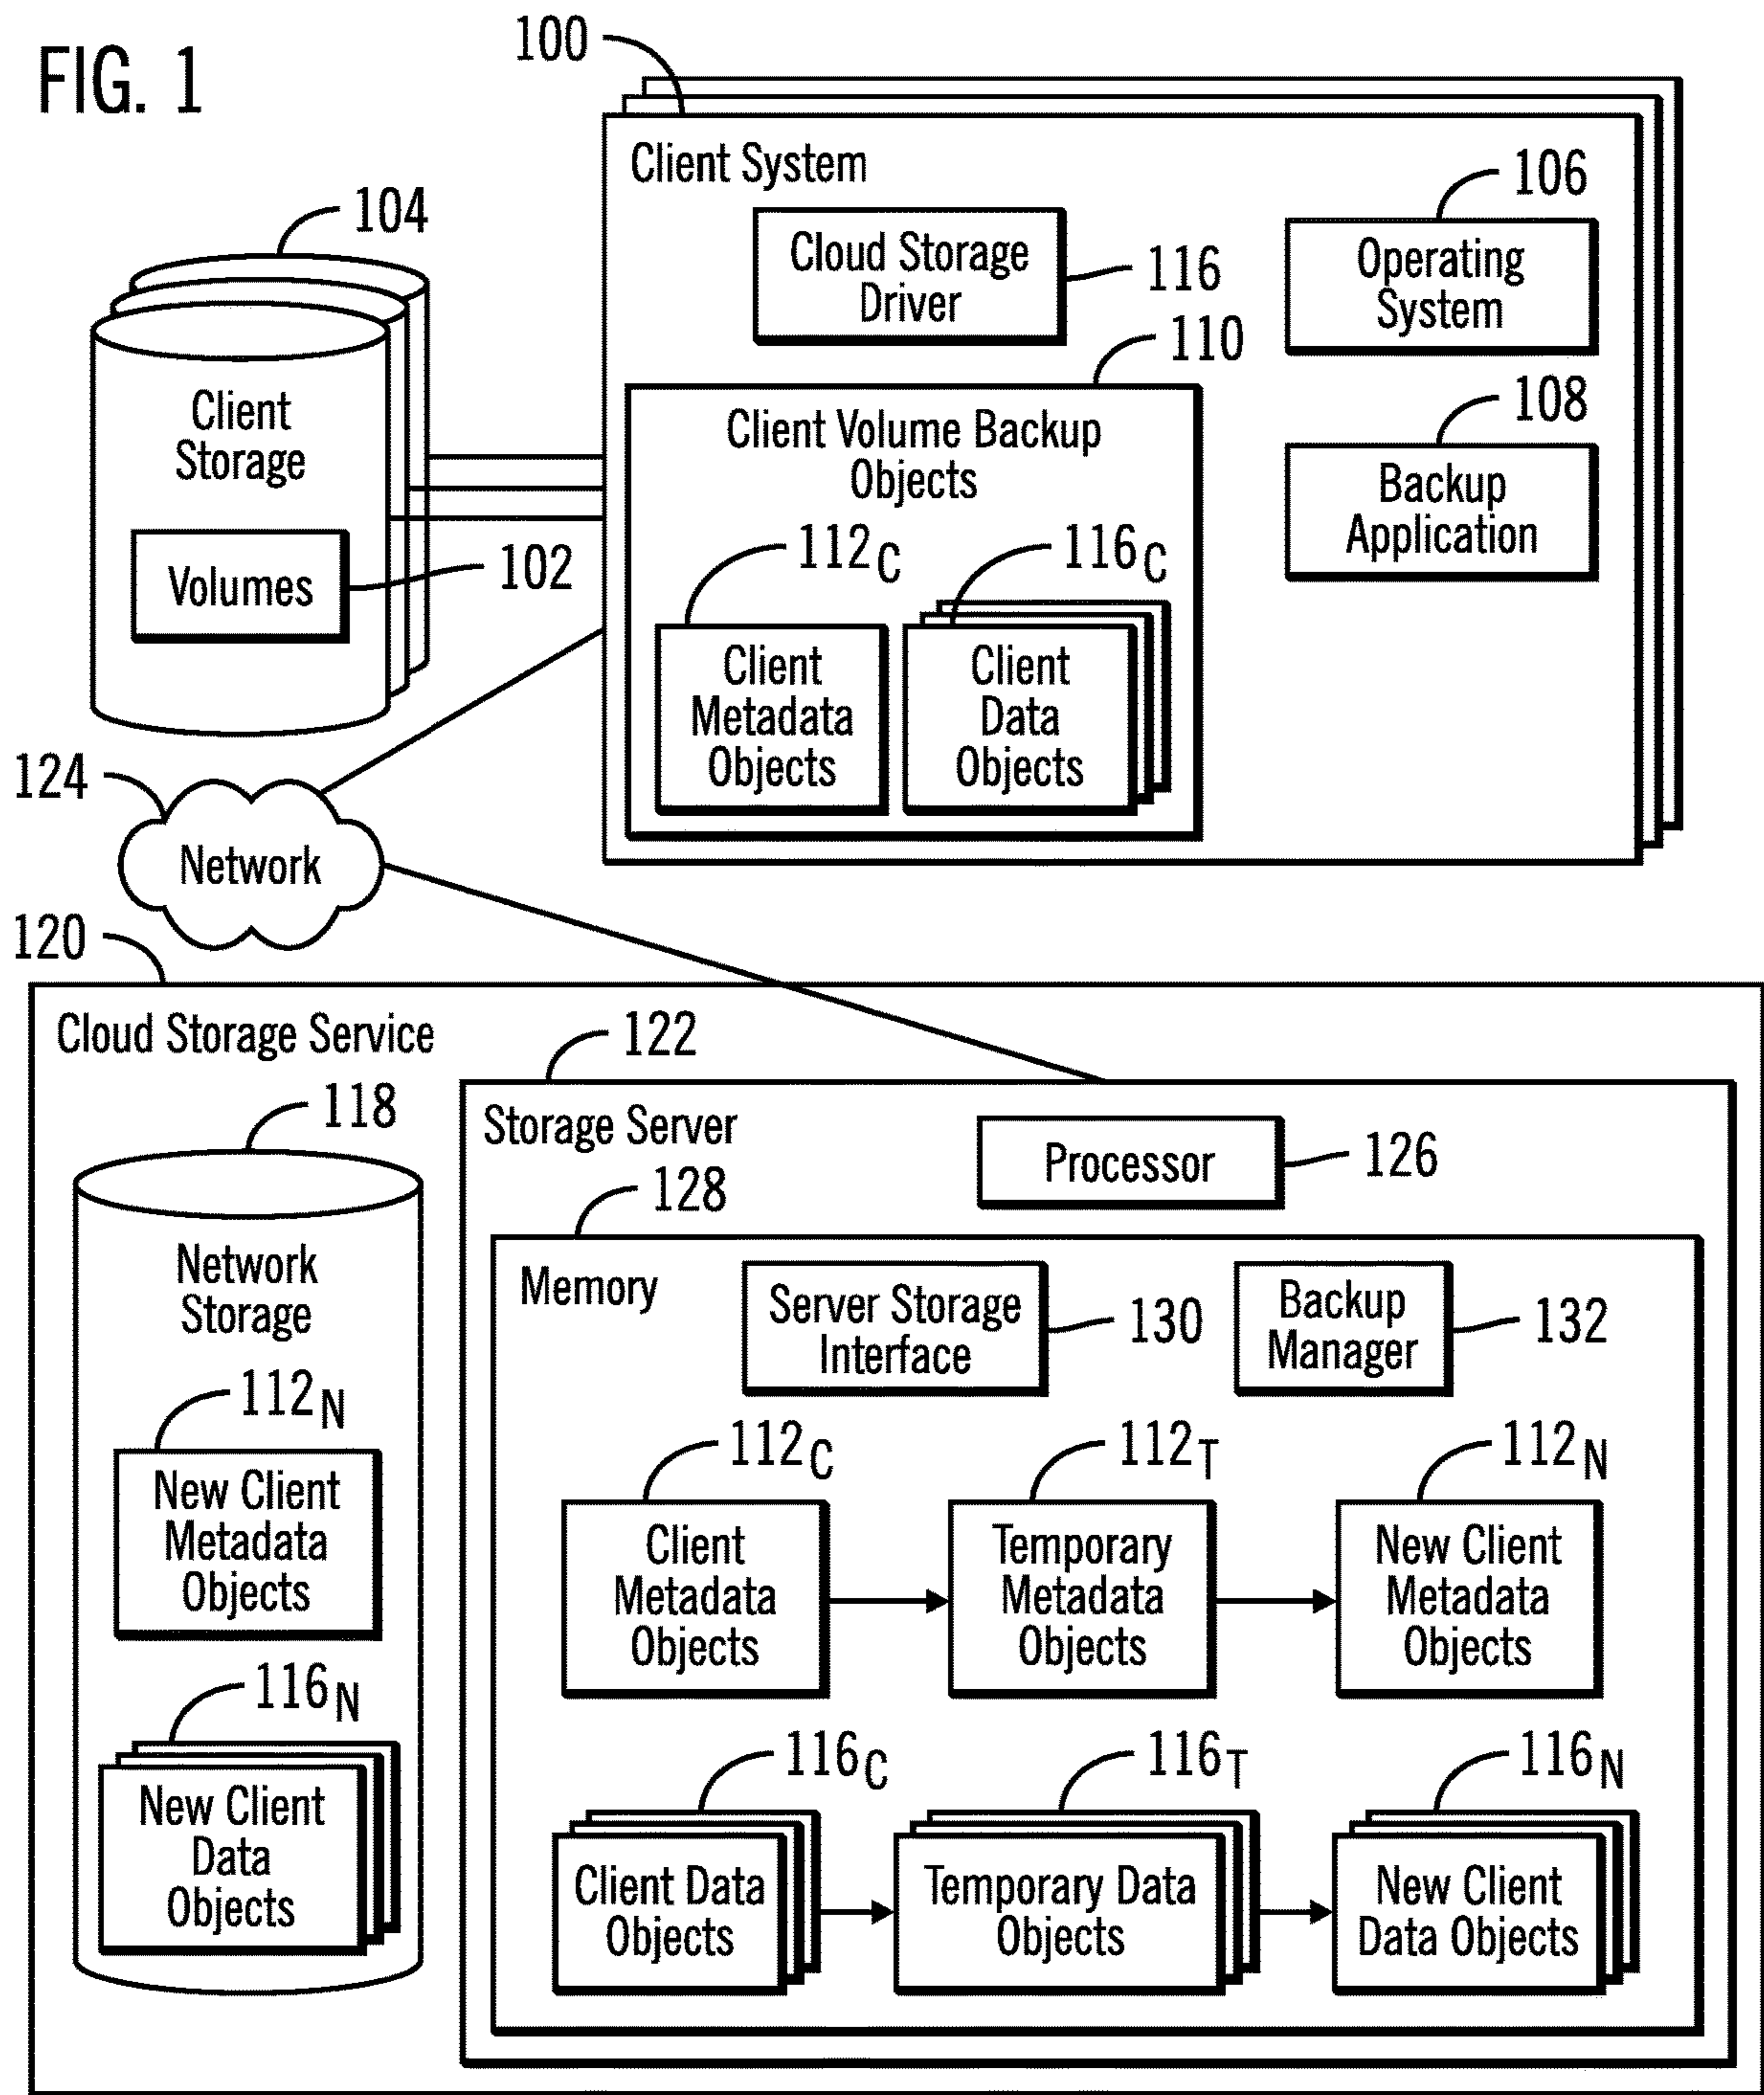 FIG. 1
100
Client System
104
106
Cloud Storage
Driver
116
Operating
System
110
Client
Storage
Client Volume Backup
Objects
108
Backup
Application
Volumes
102
112C
116C
Client
Metadata
Objects
Client
Data
Objects
124
Network
120
Cloud Storage Service
122
118
Storage Server
Processor
126
128
Network
Storage
Memory
Server Storage
Interface
130
Backup
Manager
132
112N
New Client
Metadata
Objects
112C
112T
112N
Client
Metadata
Objects
Temporary
Metadata
Objects
New Client
Metadata
Objects
116N
New Client
Data
Objects
116C
116T
116N
Client Data
Objects
Temporary Data
Objects
New Client
Data Objects